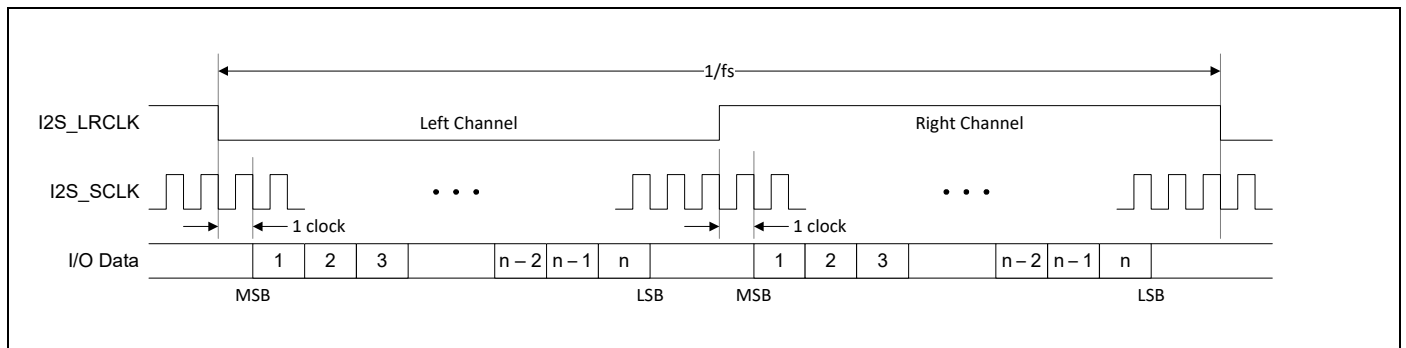 1/fs
I2S_LRCLK Left Channel Right Channel
I2S_SCLK • • • • • •
1 clock 1 clock
I/O Data 1 2 3 n – 2 n – 1 n 1 2 3 n – 2 n – 1 n
MSB LSB MSB LSB